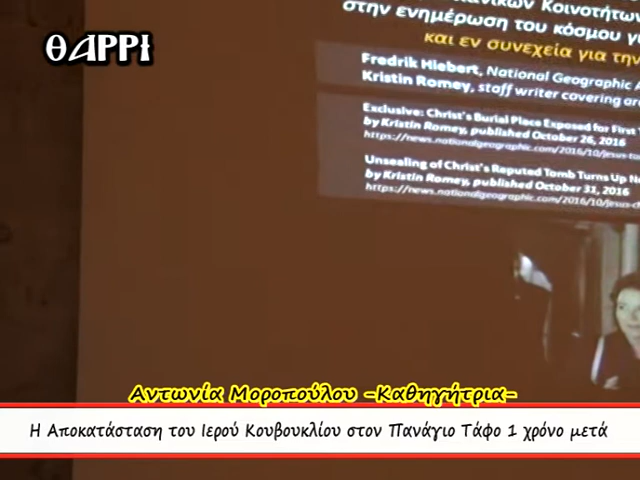 ΘΑΡΡΙ
Κοινοτήτων
στην ενημέρωση του κόσμου
και εν συνεχεία για την
Fredrik Hiebert, National Geographic
Kristin Romey, staff writer covering
Exclusive: Christ's Burial Place Exposed for First
by Kristin Romey, published October 26, 2016
https://news.nationalgeographic.com/2016/10/jesus
Unsealing of Christ's Reputed Tomb Turns Up
by Kristin Romey, published October 31, 2016
https://news.nationalgeographic.com/2016/10/jesus
Αντωνία Μοροπούλου -Καθηγήτρια-
Η Αποκατάσταση του Ιερού Κουβουκλίου στον Πανάγιο Τάφο 1 χρόνο μετά